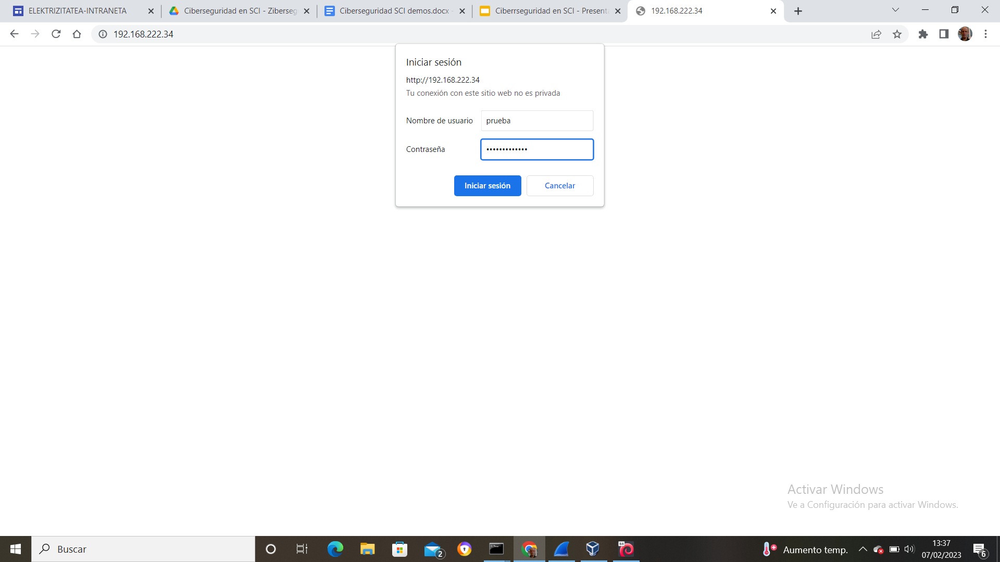 ELEKTRIZITATEA-INTRANETA
Ciberseguridad en SCI - Ziberseg
Ciberseguridad SCI demos.docx -
Ciberrseguridad en SCI - Presenta
192.168.222.34
192.168.222.34
Iniciar sesión
http://192.168.222.34
Tu conexión con este sitio web no es privada
Nombre de usuario
prueba
Contraseña
•••••••••••••
Iniciar sesión
Cancelar
Activar Windows
Ve a Configuración para activar Windows.
Buscar
2
64
Aumento temp.
13:37
07/02/2023
6